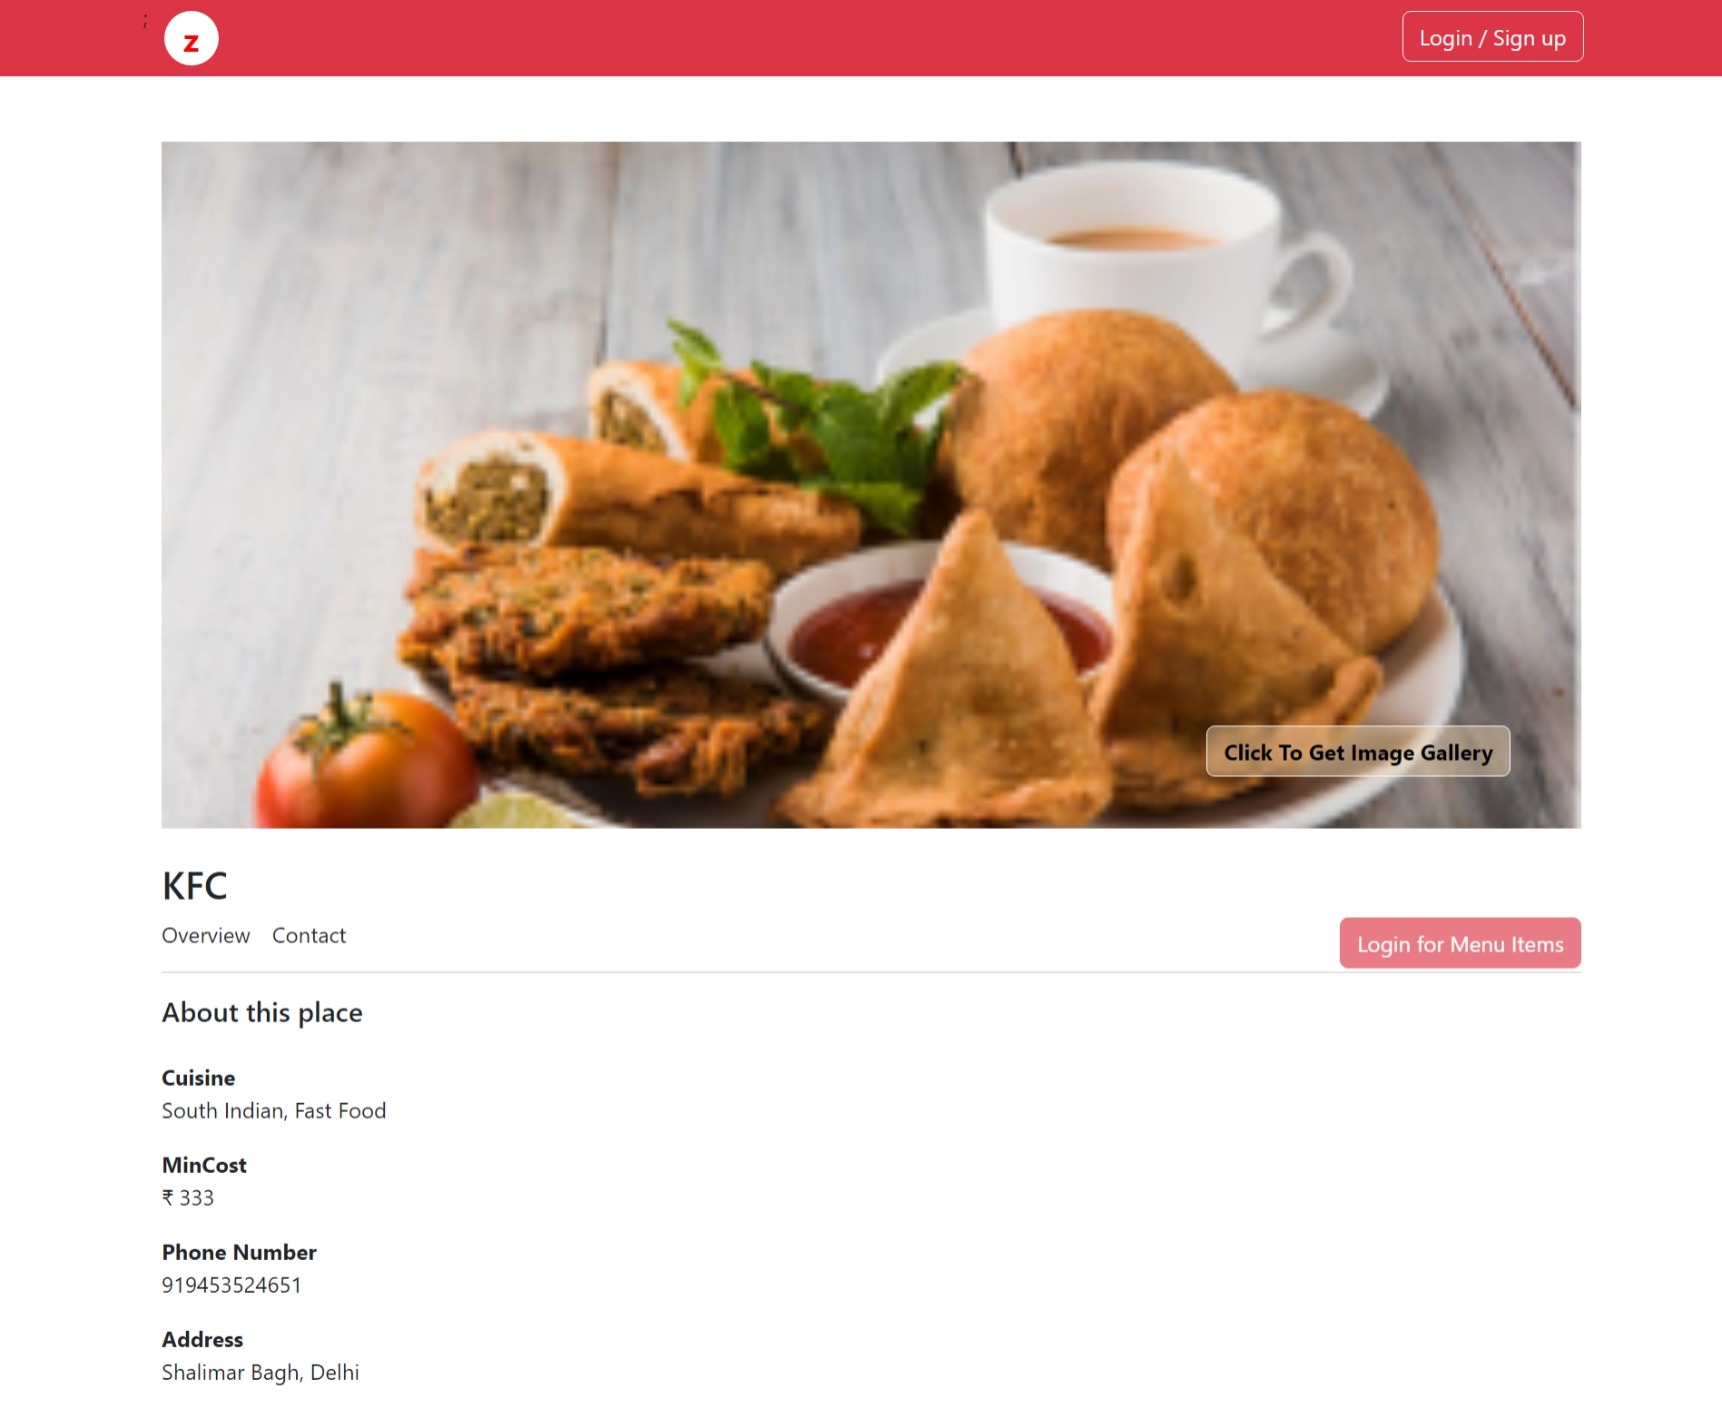 ;
z
Login / Sign up
Click To Get Image Gallery
KFC
Overview Contact
Login for Menu Items
About this place
Cuisine
South Indian, Fast Food
MinCost
₹ 333
Phone Number
919453524651
Address
Shalimar Bagh, Delhi